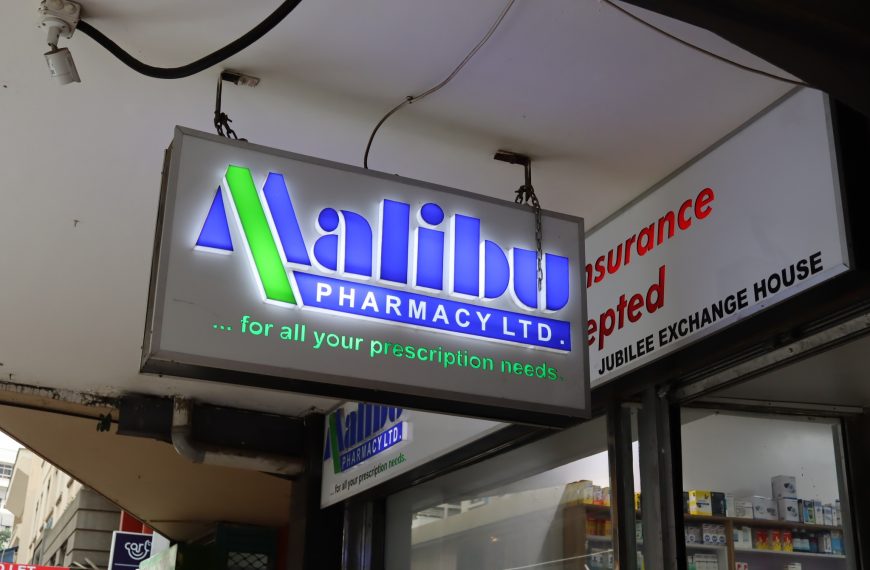 Malibu
PHARMACY LTD.
... for all your prescription needs.
nsurance
epted
JUBILEE EXCHANGE HOUSE
Malibu
PHARMACY LTD.
...for all your prescription needs.
LET